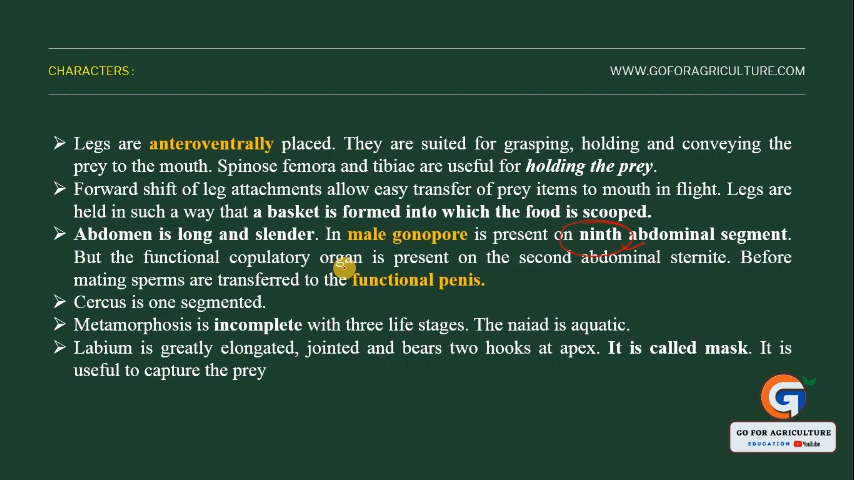 CHARACTERS :
WWW.GOFORAGRICULTURE.COM
➢ Legs are anteroventrally placed. They are suited for grasping, holding and conveying the
prey to the mouth. Spinose femora and tibiae are useful for holding the prey.
➢ Forward shift of leg attachments allow easy transfer of prey items to mouth in flight. Legs are
held in such a way that a basket is formed into which the food is scooped.
➢ Abdomen is long and slender. In male gonopore is present on ninth abdominal segment.
But the functional copulatory organ is present on the second abdominal sternite. Before
mating sperms are transferred to the functional penis.
➢ Cercus is one segmented.
➢ Metamorphosis is incomplete with three life stages. The naiad is aquatic.
➢ Labium is greatly elongated, jointed and bears two hooks at apex. It is called mask. It is
useful to capture the prey
GO FOR AGRICULTURE
EDUCATION YouTube